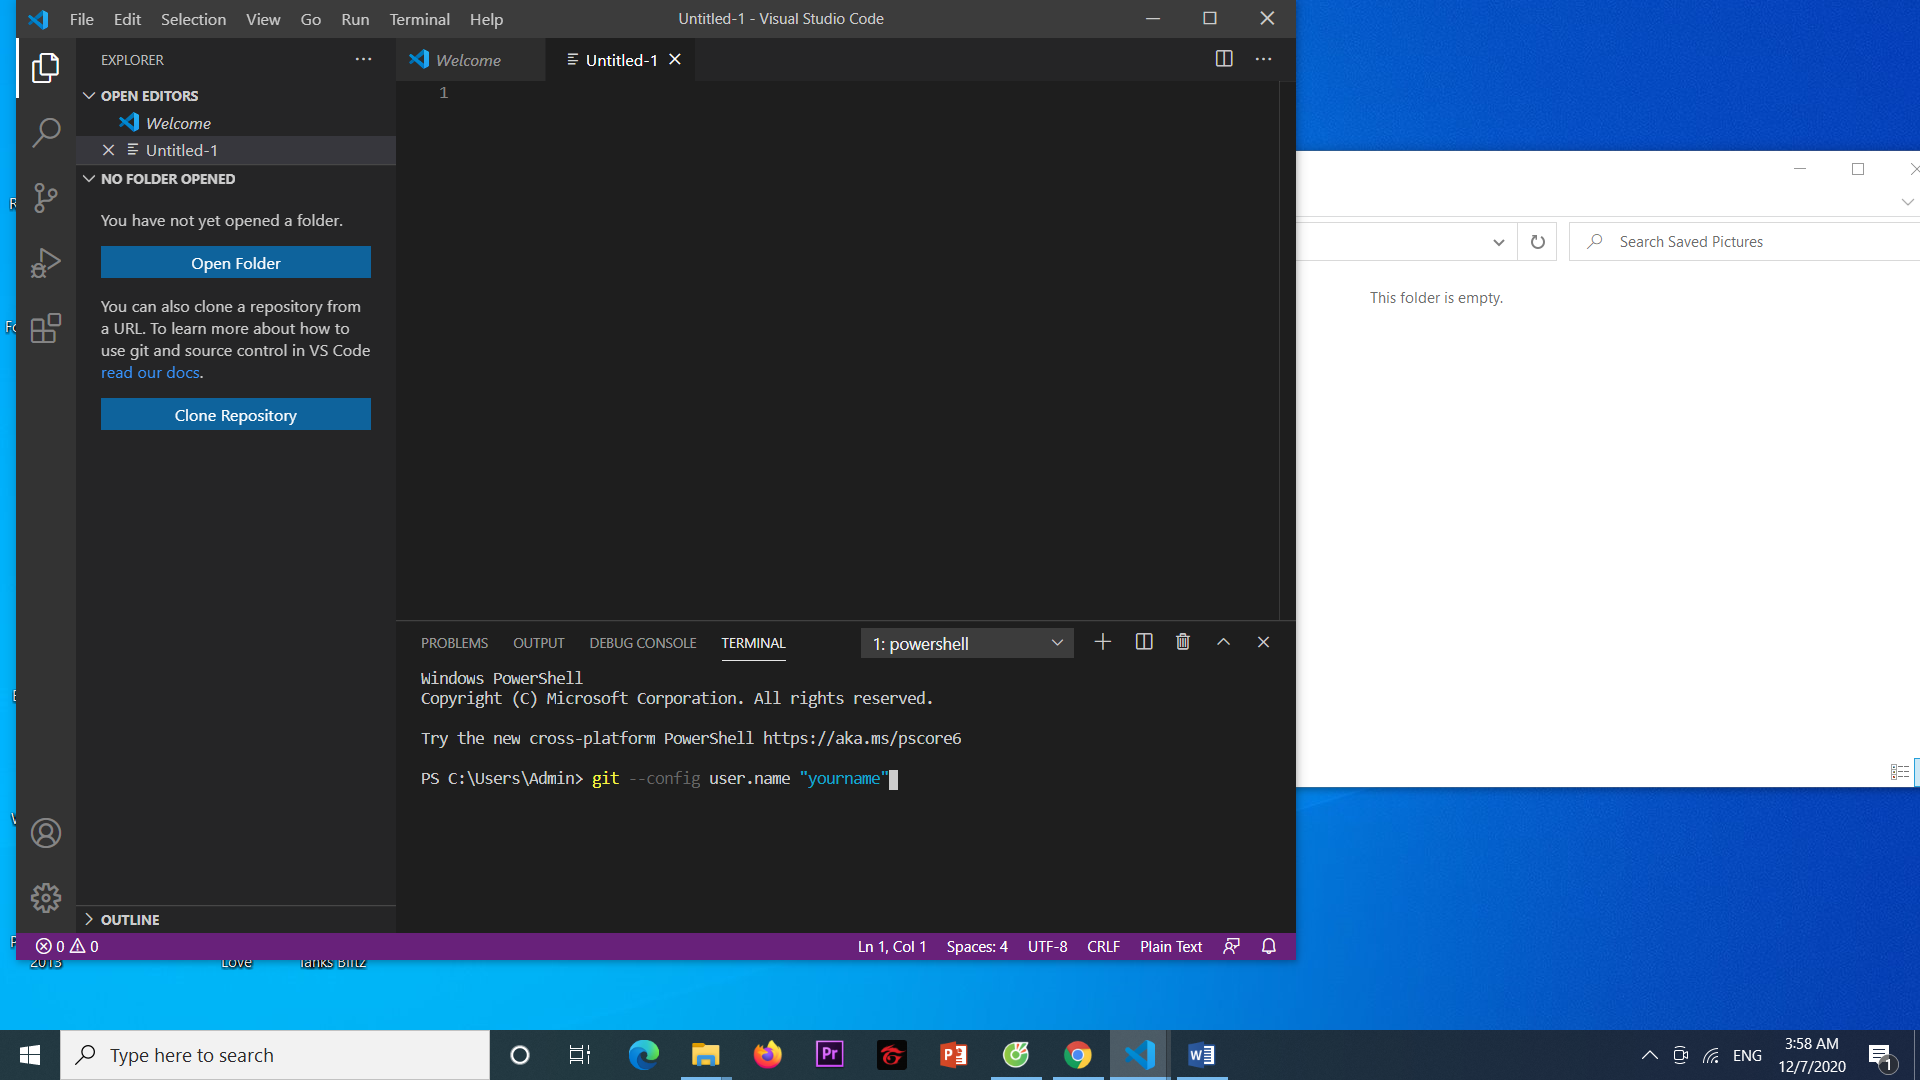 File Edit Selection View Go Run Terminal Help
Untitled-1 - Visual Studio Code
EXPLORER
OPEN EDITORS
Welcome
Untitled-1
NO FOLDER OPENED
You have not yet opened a folder.
Open Folder
You can also clone a repository from
a URL. To learn more about how to
use git and source control in VS Code
read our docs.
Clone Repository
OUTLINE
Welcome
Untitled-1
1
PROBLEMS OUTPUT DEBUG CONSOLE TERMINAL
1: powershell
Windows PowerShell
Copyright (C) Microsoft Corporation. All rights reserved.
Try the new cross-platform PowerShell https://aka.ms/pscore6
PS C:\Users\Admin> git --config user.name "yourname"
0 0
Ln 1, Col 1 Spaces: 4 UTF-8 CRLF Plain Text
Search Saved Pictures
This folder is empty.
2013
Love
Tanks Blitz
Type here to search
Pr
ENG
3:58 AM
12/7/2020
1